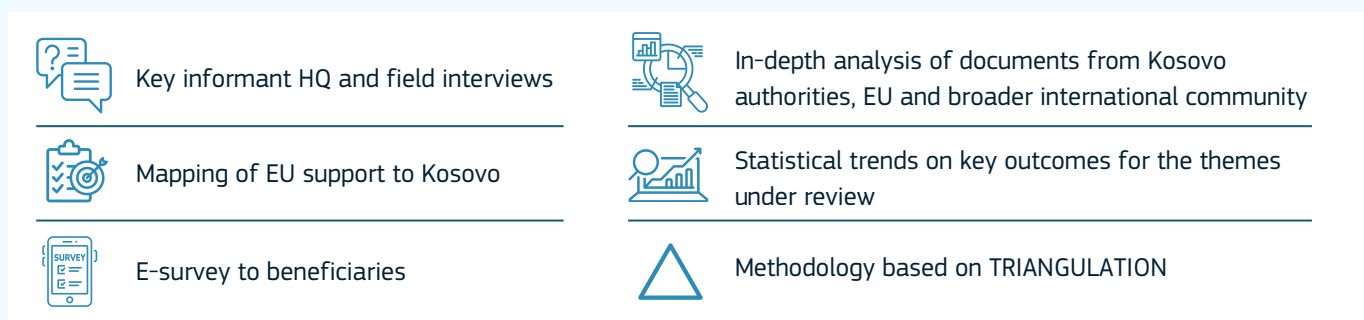 Key informant HQ and field interviews
Mapping of EU support to Kosovo
SURVEY
E-survey to beneficiaries
In-depth analysis of documents from Kosovo
authorities, EU and broader international community
Statistical trends on key outcomes for the themes
under review
Methodology based on TRIANGULATION